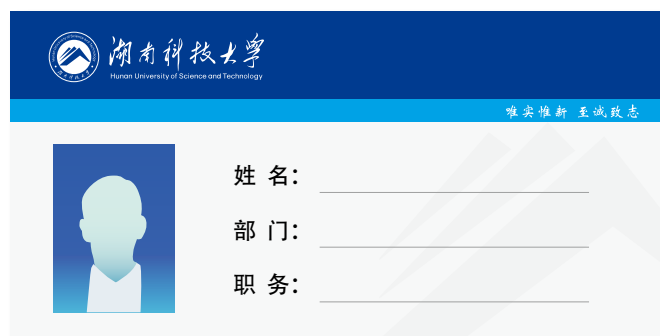 湖南科技大学
Hunan University of Science and Technology
唯实惟新 至诚致志
姓 名：
部 门：
职 务：